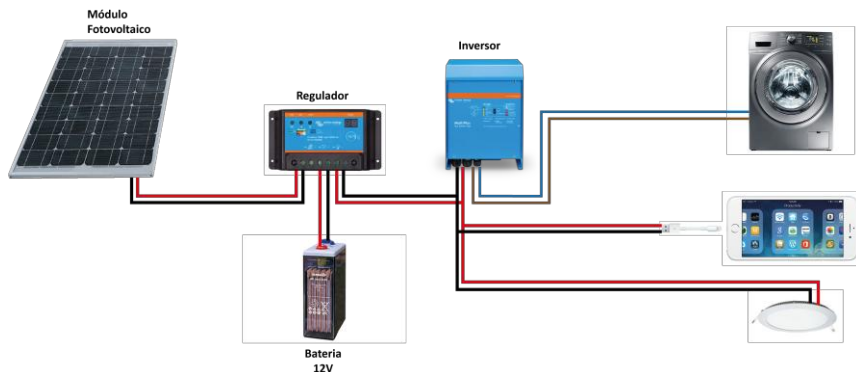 Módulo
Fotovoltaico
Inversor
Regulador
Bateria
12V